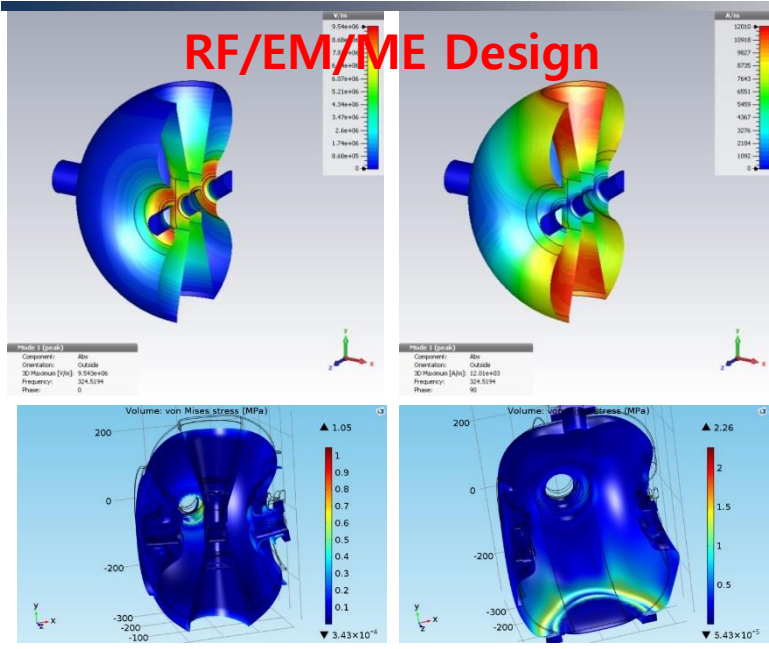 RF/EM/ME Design
V/m
9.54e+06
6.07e+06
5.21e+06
4.34e+06
3.47e+06
2.6e+06
1.74e+06
8.68e+05
0
A/m
12010
10918
9827
8735
7643
6551
5459
4367
3276
2184
1092
0
y
z
x
y
z
x
Mode 1 (peak)
Component: Abs
Orientation: Outside
3D Maximum [V/m]: 9.543e+06
Frequency: 324.5194
Phase: 0
Mode 1 (peak)
Component: Abs
Orientation: Outside
3D Maximum [A/m]: 12.01e+03
Frequency: 324.5194
Phase: 90
Volume: von Mises stress (MPa)
200
0
-200
-300
-200
-100
▲ 1.05
1
0.9
0.8
0.7
0.6
0.5
0.4
0.3
0.2
0.1
▼ 3.43×10⁻⁴
y
z
x
Volume: von Mises stress (MPa)
200
0
-200
-300
-200
▲ 2.26
2
1.5
1
0.5
▼ 5.43×10⁻⁵
y
z
x